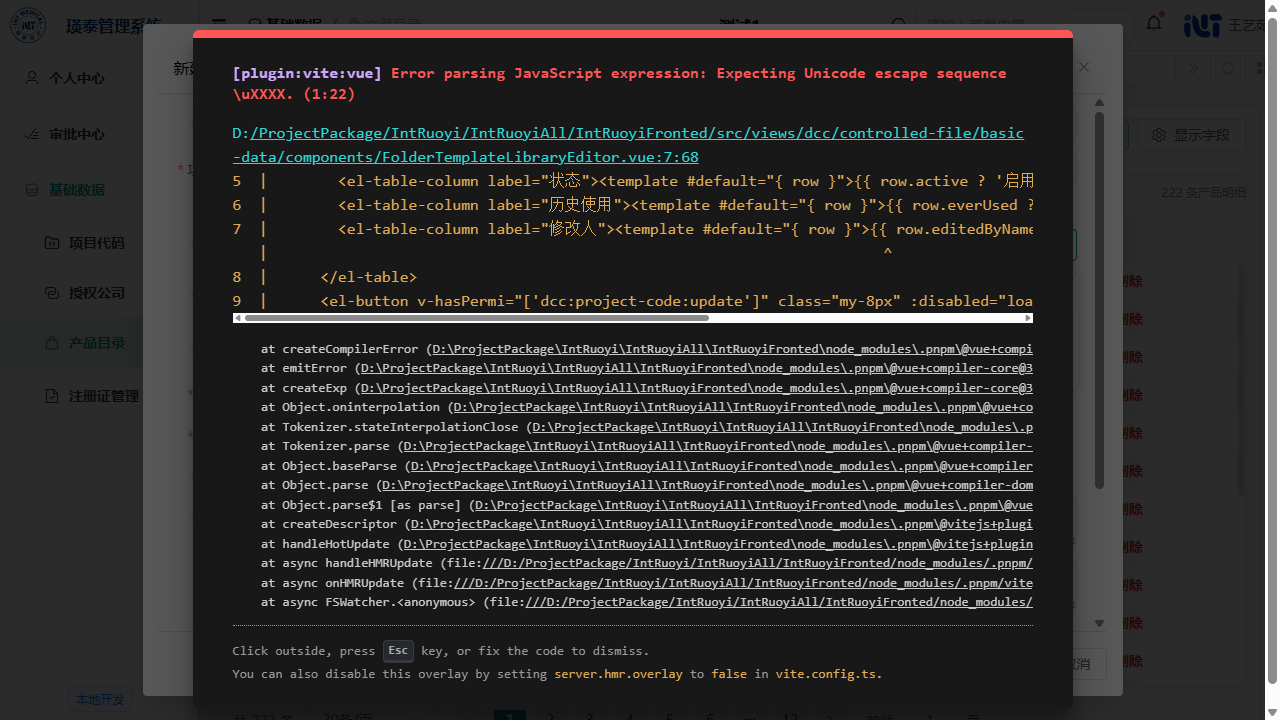 瑛泰管理系统
基础数据
测试1
个人中心
审批中心
基础数据
项目代码
授权公司
产品目录
注册证管理
本地开发
显示字段
222 条产品明细
[plugin:vite:vue] Error parsing JavaScript expression: Expecting Unicode escape sequence
\uXXXX. (1:22)
D:/ProjectPackage/IntRuoyi/IntRuoyiAll/IntRuoyiFronted/src/views/dcc/controlled-file/basic
-data/components/FolderTemplateLibraryEditor.vue:7:68
5  |        <el-table-column label="状态"><template #default="{ row }">{{ row.active ? '启用
6  |        <el-table-column label="历史使用"><template #default="{ row }">{{ row.everUsed ?
7  |        <el-table-column label="修改人"><template #default="{ row }">{{ row.editedByName
   |                                                                    ^
8  |      </el-table>
9  |      <el-button v-hasPermi="['dcc:project-code:update']" class="my-8px" :disabled="loa
at createCompilerError (D:\ProjectPackage\IntRuoyi\IntRuoyiAll\IntRuoyiFronted\node_modules\.pnpm\@vue+compi
at emitError (D:\ProjectPackage\IntRuoyi\IntRuoyiAll\IntRuoyiFronted\node_modules\.pnpm\@vue+compiler-core@3
at createExp (D:\ProjectPackage\IntRuoyi\IntRuoyiAll\IntRuoyiFronted\node_modules\.pnpm\@vue+compiler-core@3
at Object.oninterpolation (D:\ProjectPackage\IntRuoyi\IntRuoyiAll\IntRuoyiFronted\node_modules\.pnpm\@vue+co
at Tokenizer.stateInterpolationClose (D:\ProjectPackage\IntRuoyi\IntRuoyiAll\IntRuoyiFronted\node_modules\.p
at Tokenizer.parse (D:\ProjectPackage\IntRuoyi\IntRuoyiAll\IntRuoyiFronted\node_modules\.pnpm\@vue+compiler-
at Object.baseParse (D:\ProjectPackage\IntRuoyi\IntRuoyiAll\IntRuoyiFronted\node_modules\.pnpm\@vue+compiler
at Object.parse (D:\ProjectPackage\IntRuoyi\IntRuoyiAll\IntRuoyiFronted\node_modules\.pnpm\@vue+compiler-dom
at Object.parse$1 [as parse] (D:\ProjectPackage\IntRuoyi\IntRuoyiAll\IntRuoyiFronted\node_modules\.pnpm\@vue
at createDescriptor (D:\ProjectPackage\IntRuoyi\IntRuoyiAll\IntRuoyiFronted\node_modules\.pnpm\@vitejs+plugi
at handleHotUpdate (D:\ProjectPackage\IntRuoyi\IntRuoyiAll\IntRuoyiFronted\node_modules\.pnpm\@vitejs+plugin
at async handleHMRUpdate (file:///D:/ProjectPackage/IntRuoyi/IntRuoyiAll/IntRuoyiFronted/node_modules/.pnpm/
at async onHMRUpdate (file:///D:/ProjectPackage/IntRuoyi/IntRuoyiAll/IntRuoyiFronted/node_modules/.pnpm/vite
at async FSWatcher.<anonymous> (file:///D:/ProjectPackage/IntRuoyi/IntRuoyiAll/IntRuoyiFronted/node_modules/
Click outside, press Esc key, or fix the code to dismiss.
You can also disable this overlay by setting server.hmr.overlay to false in vite.config.ts.